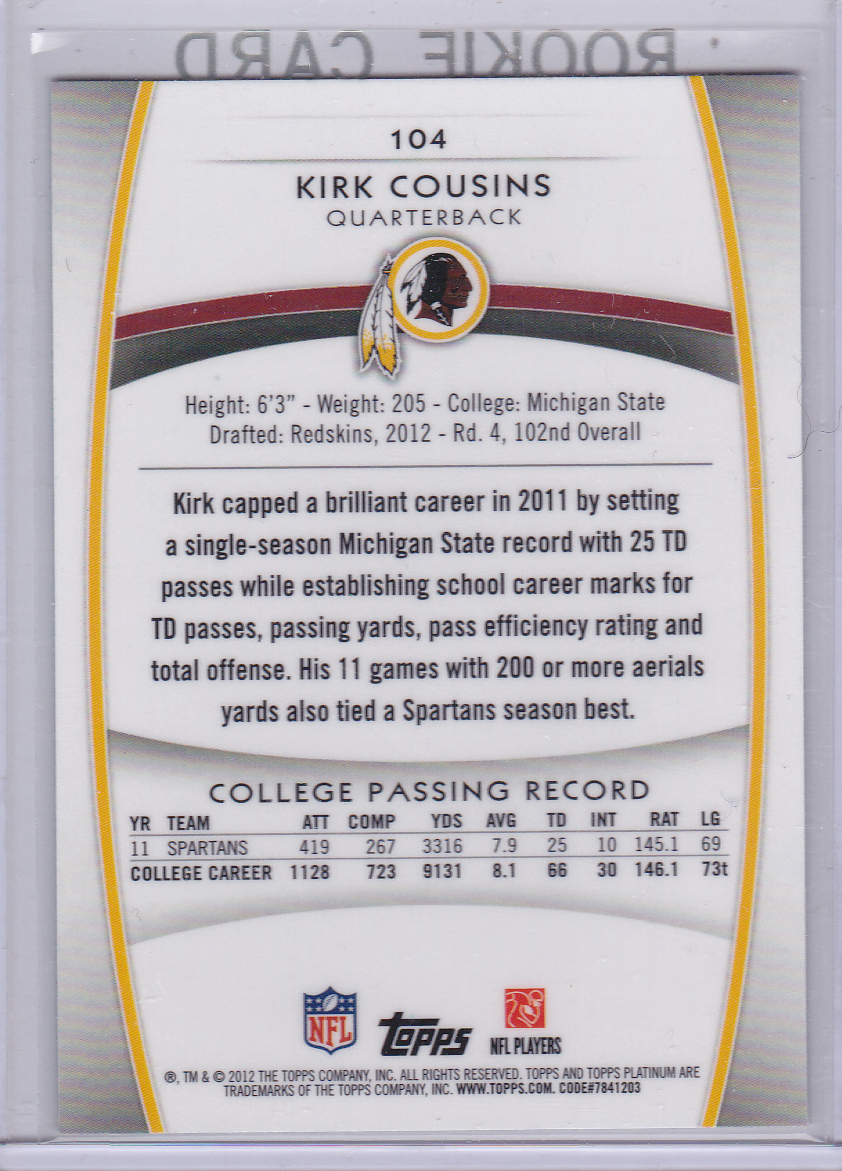 ROOKIE CARD
104
KIRK COUSINS
QUARTERBACK
Height: 6'3" - Weight: 205 - College: Michigan State
Drafted: Redskins, 2012 - Rd. 4, 102nd Overall
Kirk capped a brilliant career in 2011 by setting
a single-season Michigan State record with 25 TD
passes while establishing school career marks for
TD passes, passing yards, pass efficiency rating and
total offense. His 11 games with 200 or more aerials
yards also tied a Spartans season best.
COLLEGE PASSING RECORD
YR TEAM ATT COMP YDS AVG TD INT RAT LG
11 SPARTANS 419 267 3316 7.9 25 10 145.1 69
COLLEGE CAREER 1128 723 9131 8.1 66 30 146.1 73t
NFL topps NFL PLAYERS
®, TM & © 2012 THE TOPPS COMPANY, INC. ALL RIGHTS RESERVED. TOPPS AND TOPPS PLATINUM ARE
TRADEMARKS OF THE TOPPS COMPANY, INC. WWW.TOPPS.COM. CODE#7841203